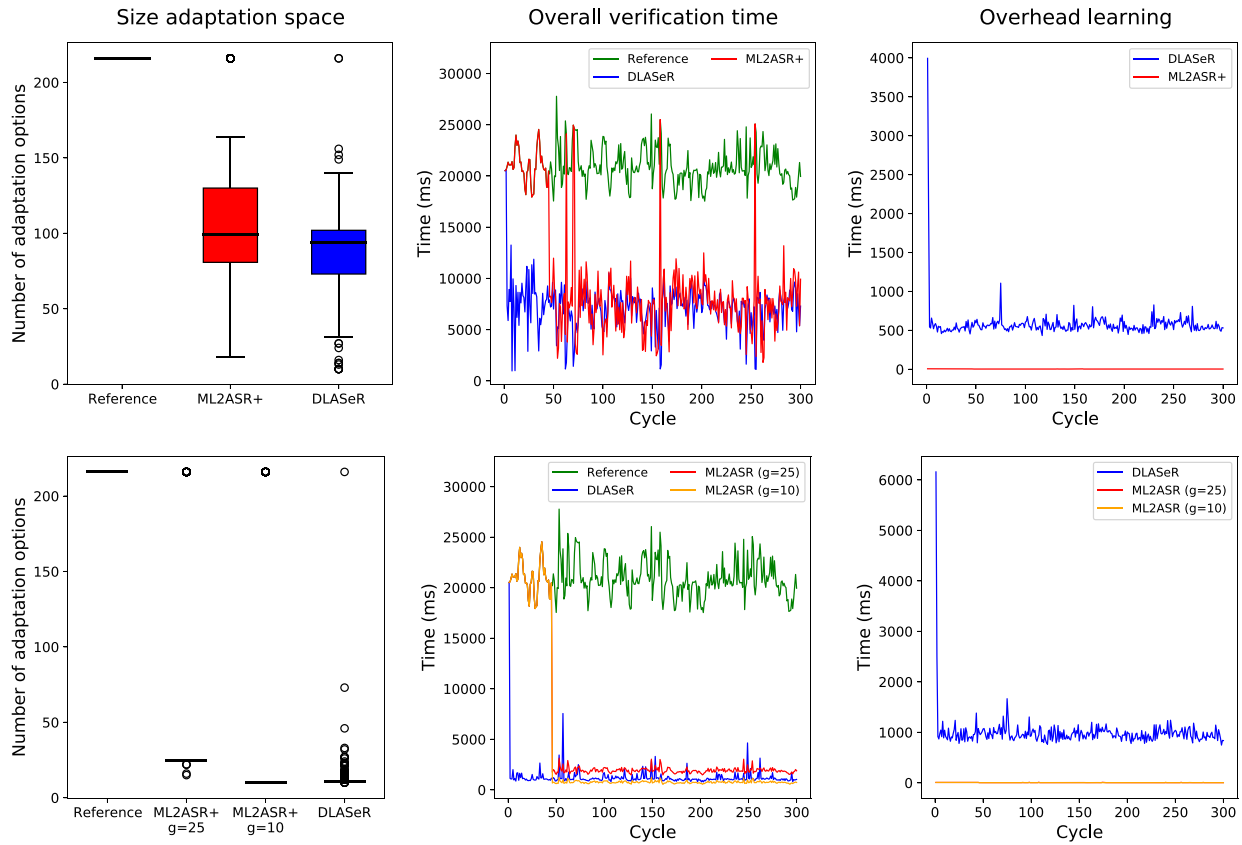 Size adaptation space
Number of adaptation options
200
150
100
50
0
Reference
ML2ASR+
DLASeR
Overall verification time
Time (ms)
30000
25000
20000
15000
10000
5000
0
0 50 100 150 200 250 300
Cycle
Reference
DLASeR
ML2ASR+
Overhead learning
Time (ms)
4000
3500
3000
2500
2000
1500
1000
500
0
0 50 100 150 200 250 300
Cycle
DLASeR
ML2ASR+
Number of adaptation options
200
150
100
50
0
Reference
ML2ASR+
g=25
ML2ASR+
g=10
DLASeR
Time (ms)
30000
25000
20000
15000
10000
5000
0
0 50 100 150 200 250 300
Cycle
Reference
DLASeR
ML2ASR (g=25)
ML2ASR (g=10)
Time (ms)
6000
5000
4000
3000
2000
1000
0
0 50 100 150 200 250 300
Cycle
DLASeR
ML2ASR (g=25)
ML2ASR (g=10)